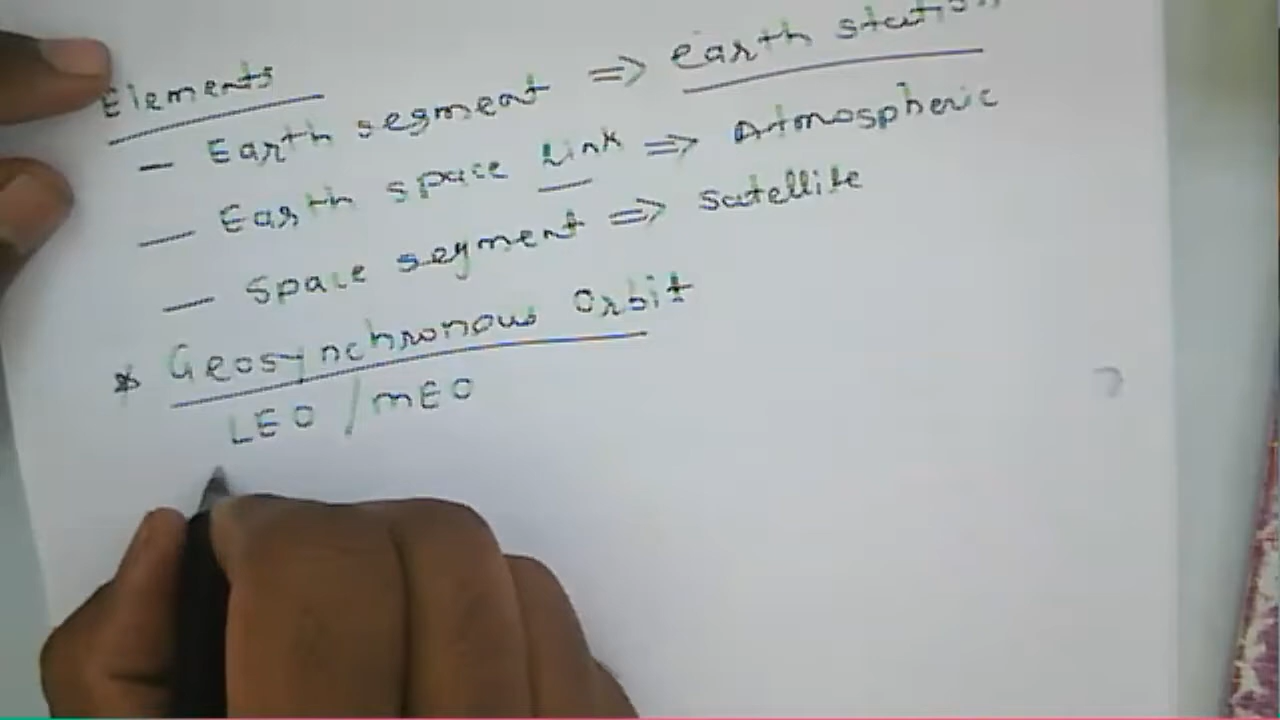 Elements
— Earth segment => earth station
— Earth space Link => Atmospheric
— Space segment => Satellite
* Geosynchronous Orbit
LEO / MEO